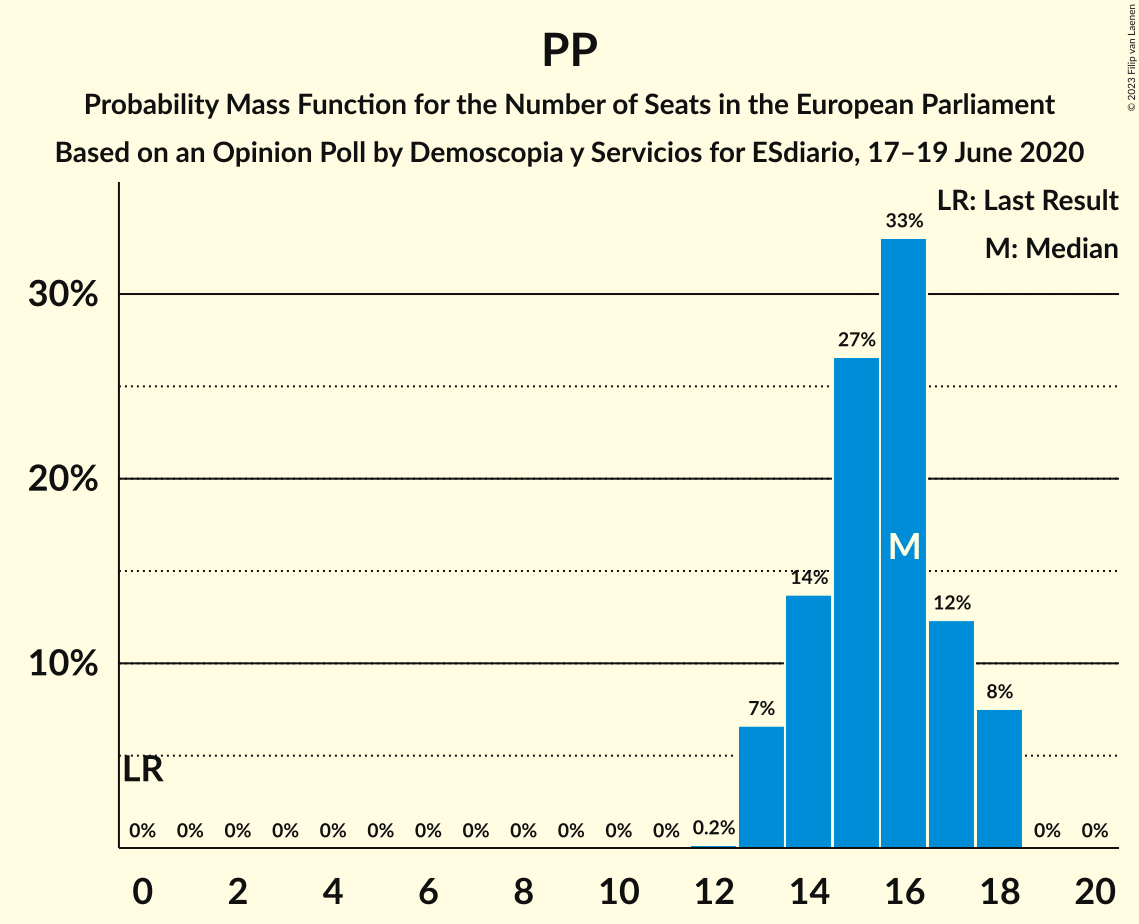 PP
Probability Mass Function for the Number of Seats in the European Parliament
Based on an Opinion Poll by Demoscopia y Servicios for ESdiario, 17–19 June 2020
© 2023 Filip van Laenen
LR: Last Result
M: Median
30%
20%
10%
33%
27%
M
14%
12%
8%
7%
LR
0% 0% 0% 0% 0% 0% 0% 0% 0% 0% 0% 0% 0.2% 0% 0%
0 2 4 6 8 10 12 14 16 18 20